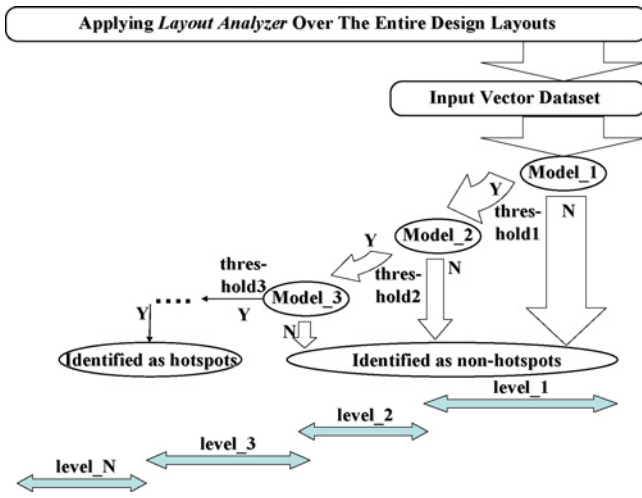 Applying Layout Analyzer Over The Entire Design Layouts
Input Vector Dataset
Model_1
Y
N
thres-
hold1
Model_2
Y
N
thres-
hold2
thres-
hold3
Model_3
Y
Y
N
Identified as hotspots
Identified as non-hotspots
level_1
level_2
level_3
level_N